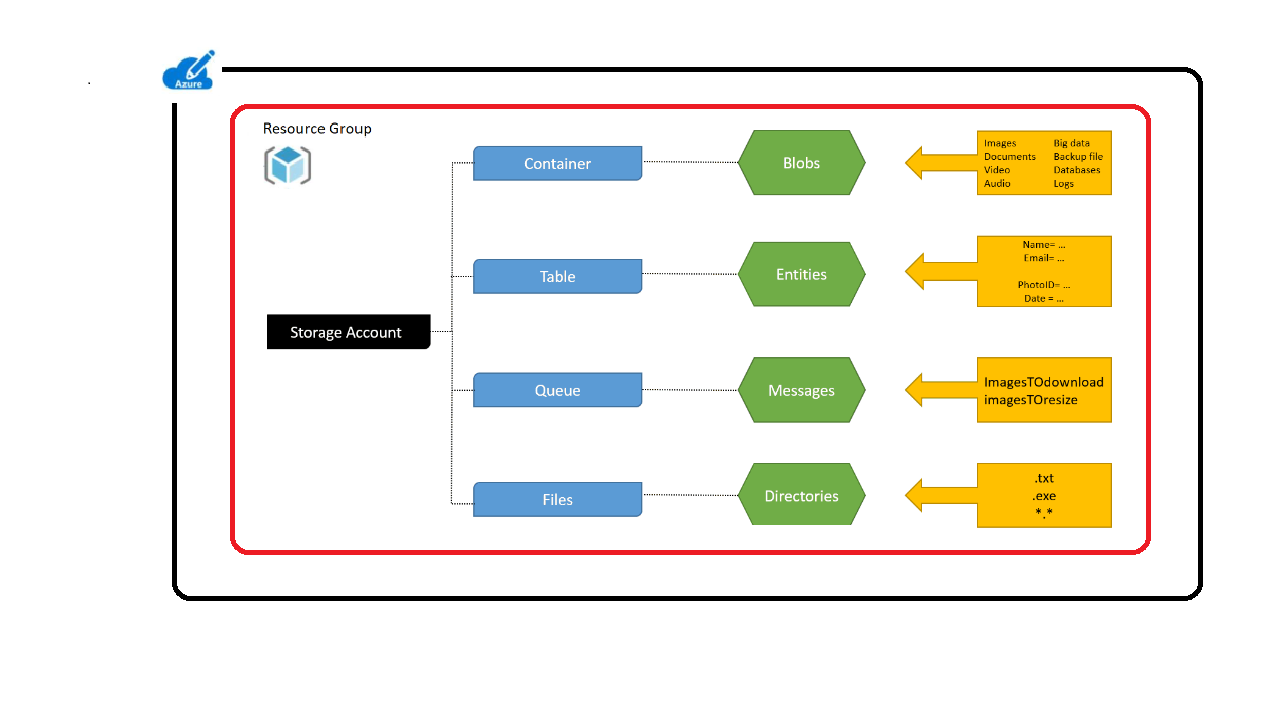 Azure
Resource Group
Container
Blobs
Images Big data
Documents Backup file
Video Databases
Audio Logs
Table
Entities
Name= ...
Email= ...
PhotoID= ...
Date = ...
Storage Account
Queue
Messages
ImagesTOdownload
imagesTOresize
Files
Directories
.txt
.exe
*.*